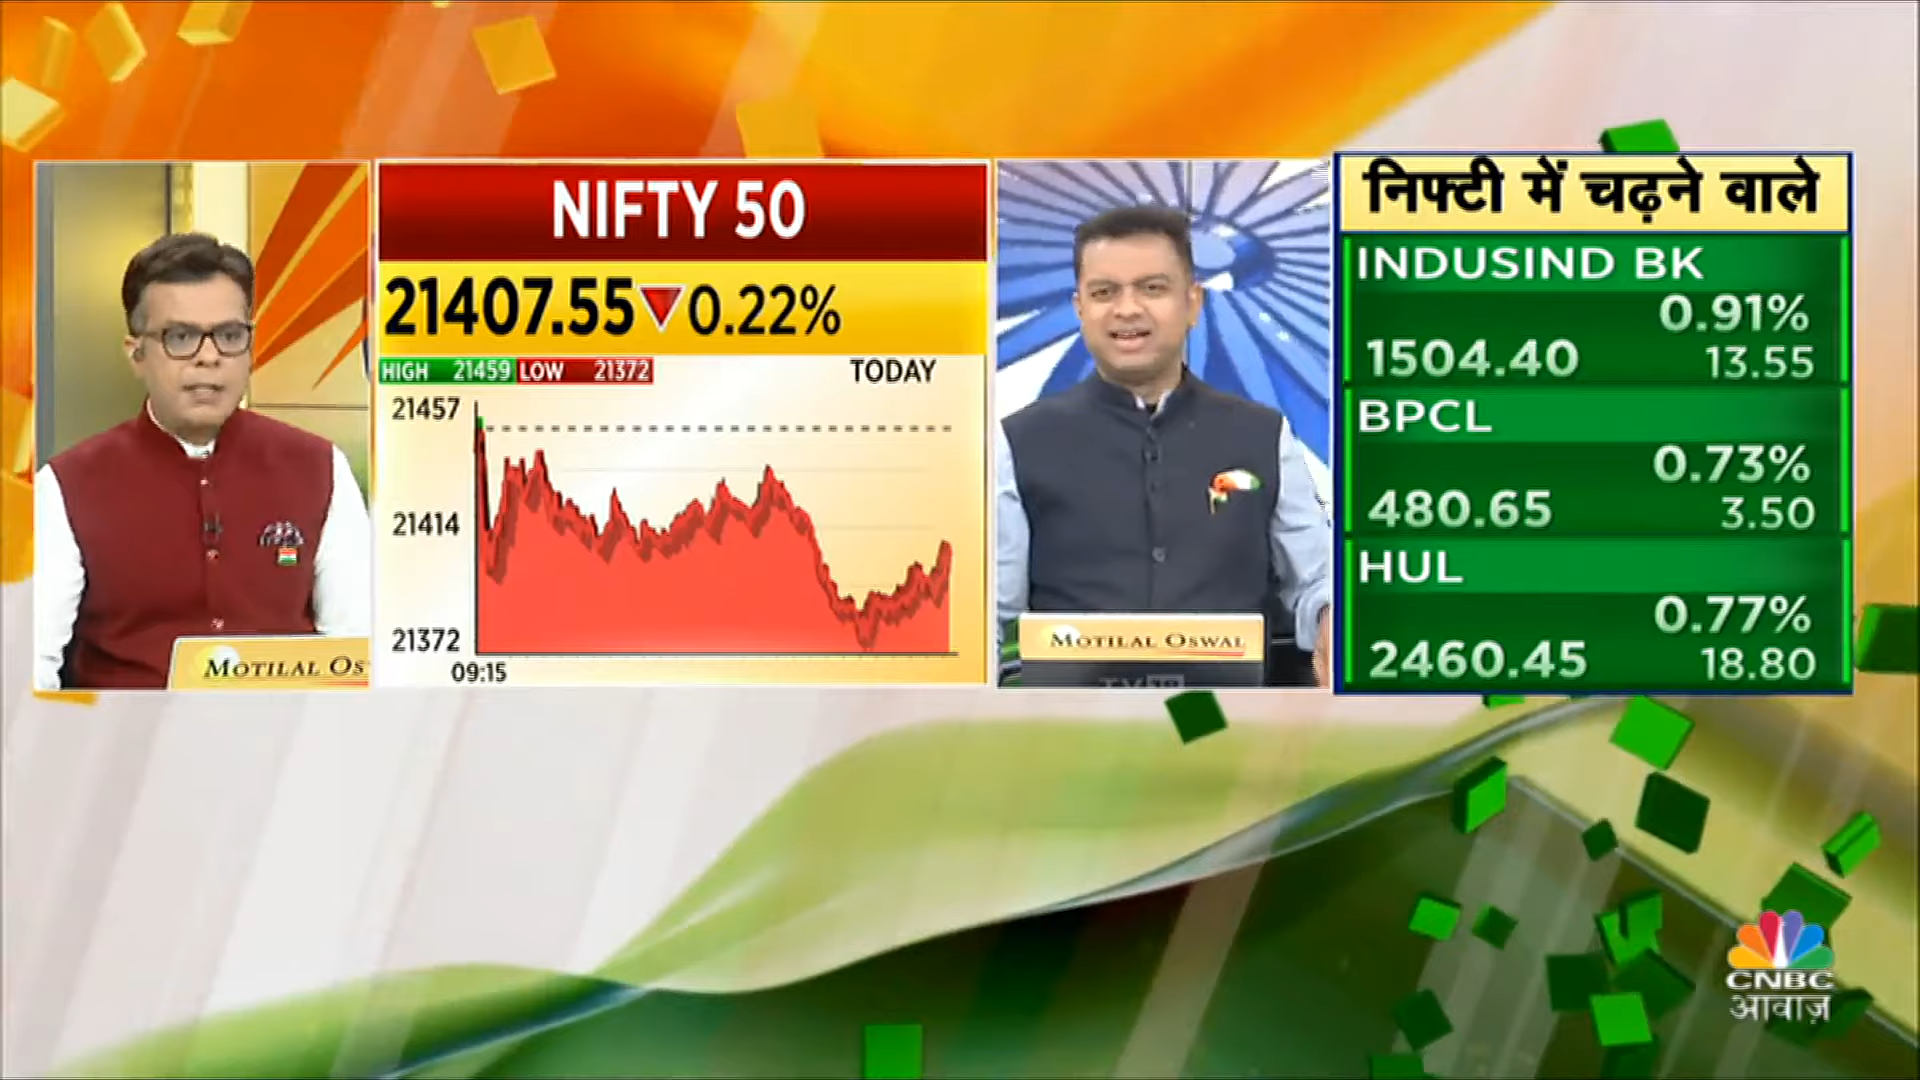 NIFTY 50
21407.55 ▼ 0.22%
HIGH 21459 LOW 21372
TODAY
21457
21414
21372
09:15
MOTILAL OS
MOTILAL OSWAL
निफ्टी में चढ़ने वाले
INDUSIND BK
0.91%
1504.40 13.55
BPCL
0.73%
480.65 3.50
HUL
0.77%
2460.45 18.80
CNBC
आवाज़